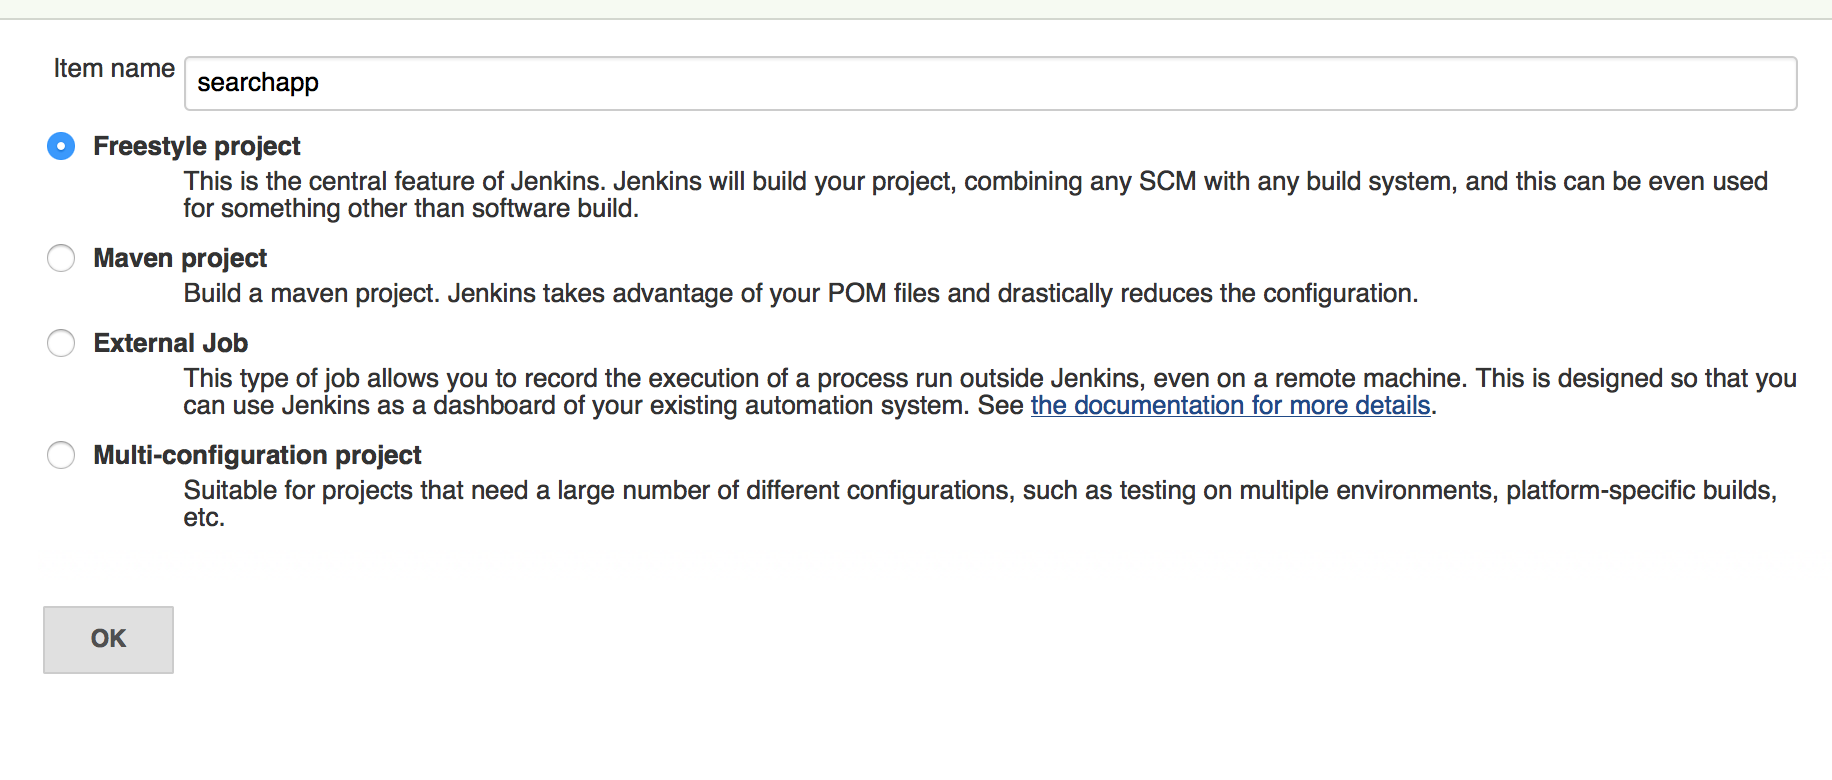 Item name
searchapp
Freestyle project
This is the central feature of Jenkins. Jenkins will build your project, combining any SCM with any build system, and this can be even used
for something other than software build.
Maven project
Build a maven project. Jenkins takes advantage of your POM files and drastically reduces the configuration.
External Job
This type of job allows you to record the execution of a process run outside Jenkins, even on a remote machine. This is designed so that you
can use Jenkins as a dashboard of your existing automation system. See the documentation for more details.
Multi-configuration project
Suitable for projects that need a large number of different configurations, such as testing on multiple environments, platform-specific builds,
etc.
OK